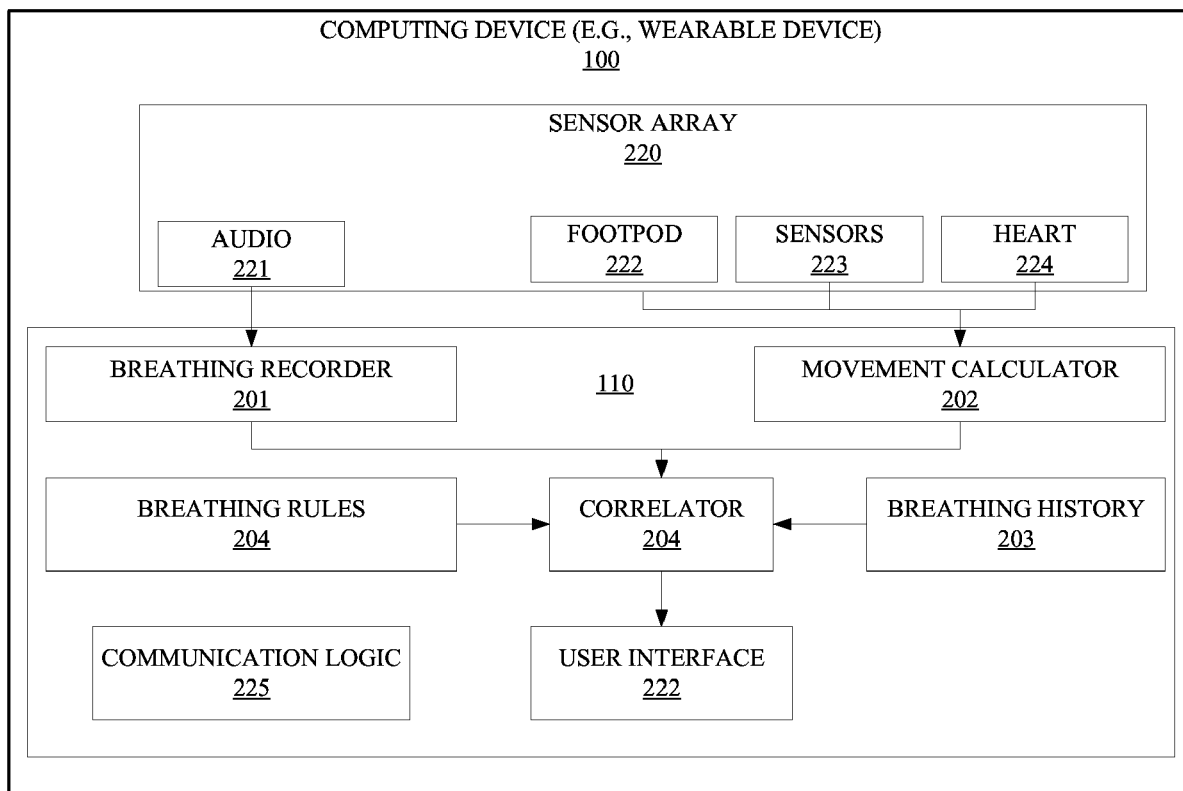 COMPUTING DEVICE (E.G., WEARABLE DEVICE)
100
SENSOR ARRAY
220
AUDIO
221
FOOTPOD
222
SENSORS
223
HEART
224
BREATHING RECORDER
201
110
MOVEMENT CALCULATOR
202
BREATHING RULES
204
CORRELATOR
204
BREATHING HISTORY
203
COMMUNICATION LOGIC
225
USER INTERFACE
222